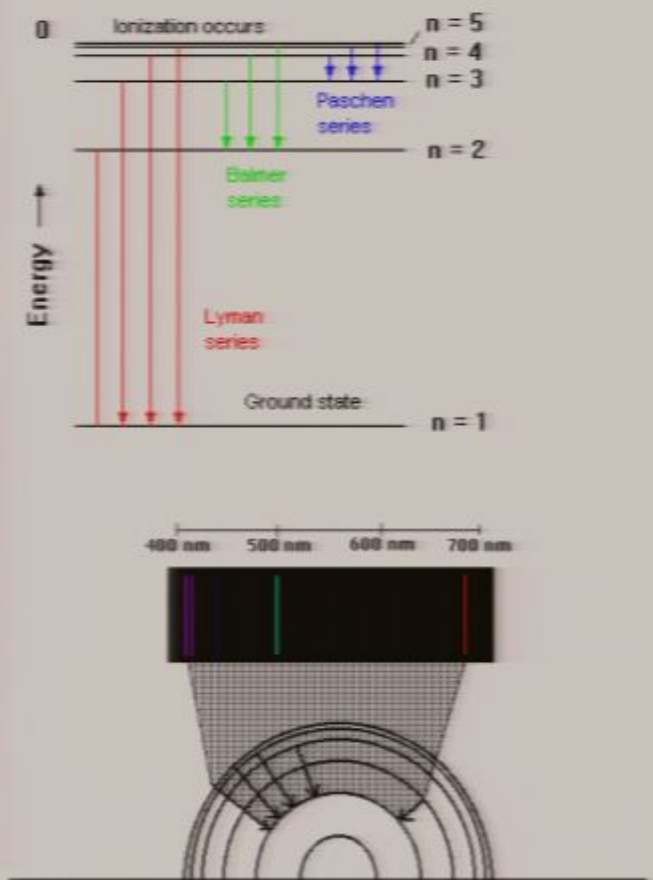 0 Ionization occurs n = 5
n = 4
n = 3
Paschen
series
n = 2
Balmer
series
Energy
Lyman
series
Ground state
n = 1
400 nm 500 nm 600 nm 700 nm